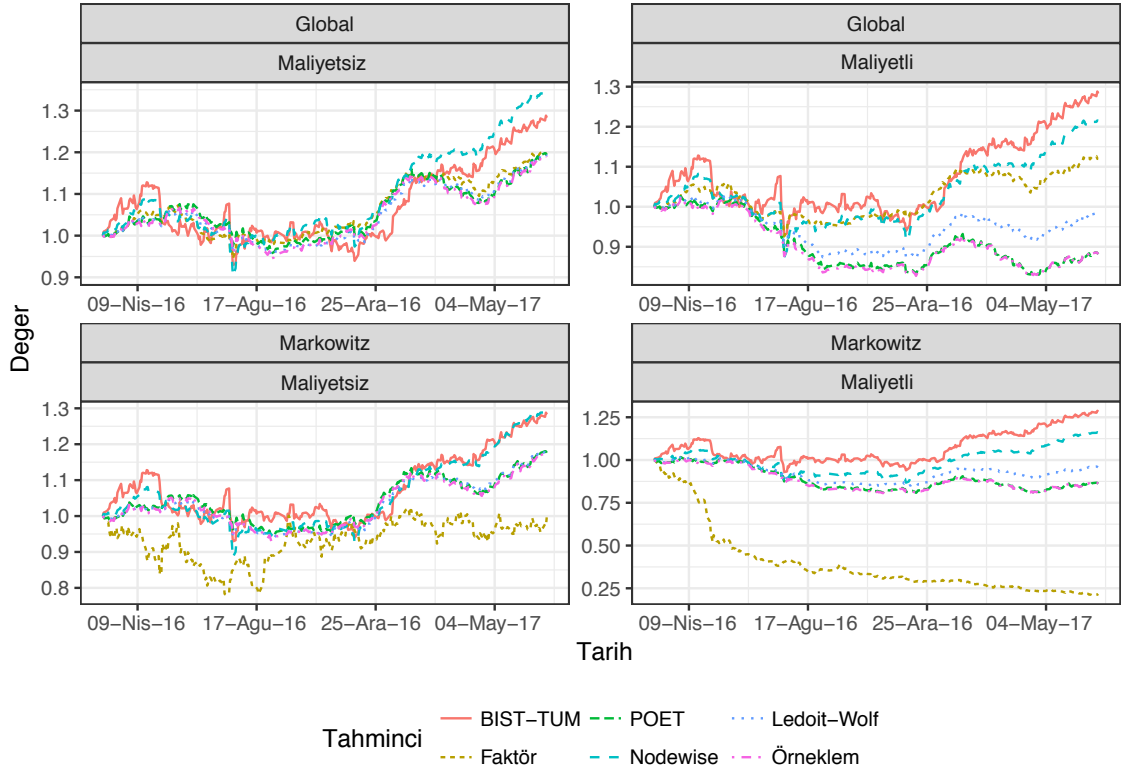 Global
Maliyetsiz
1.3
1.2
1.1
1.0
0.9
09−Nis−16 17−Agu−16 25−Ara−16 04−May−17
Global
Maliyetli
1.3
1.2
1.1
1.0
0.9
09−Nis−16 17−Agu−16 25−Ara−16 04−May−17
Deger
Markowitz
Maliyetsiz
1.3
1.2
1.1
1.0
0.9
0.8
09−Nis−16 17−Agu−16 25−Ara−16 04−May−17
Markowitz
Maliyetli
1.25
1.00
0.75
0.50
0.25
09−Nis−16 17−Agu−16 25−Ara−16 04−May−17
Tarih
Tahminci
BIST−TUM POET Ledoit−Wolf
Faktör Nodewise Örneklem